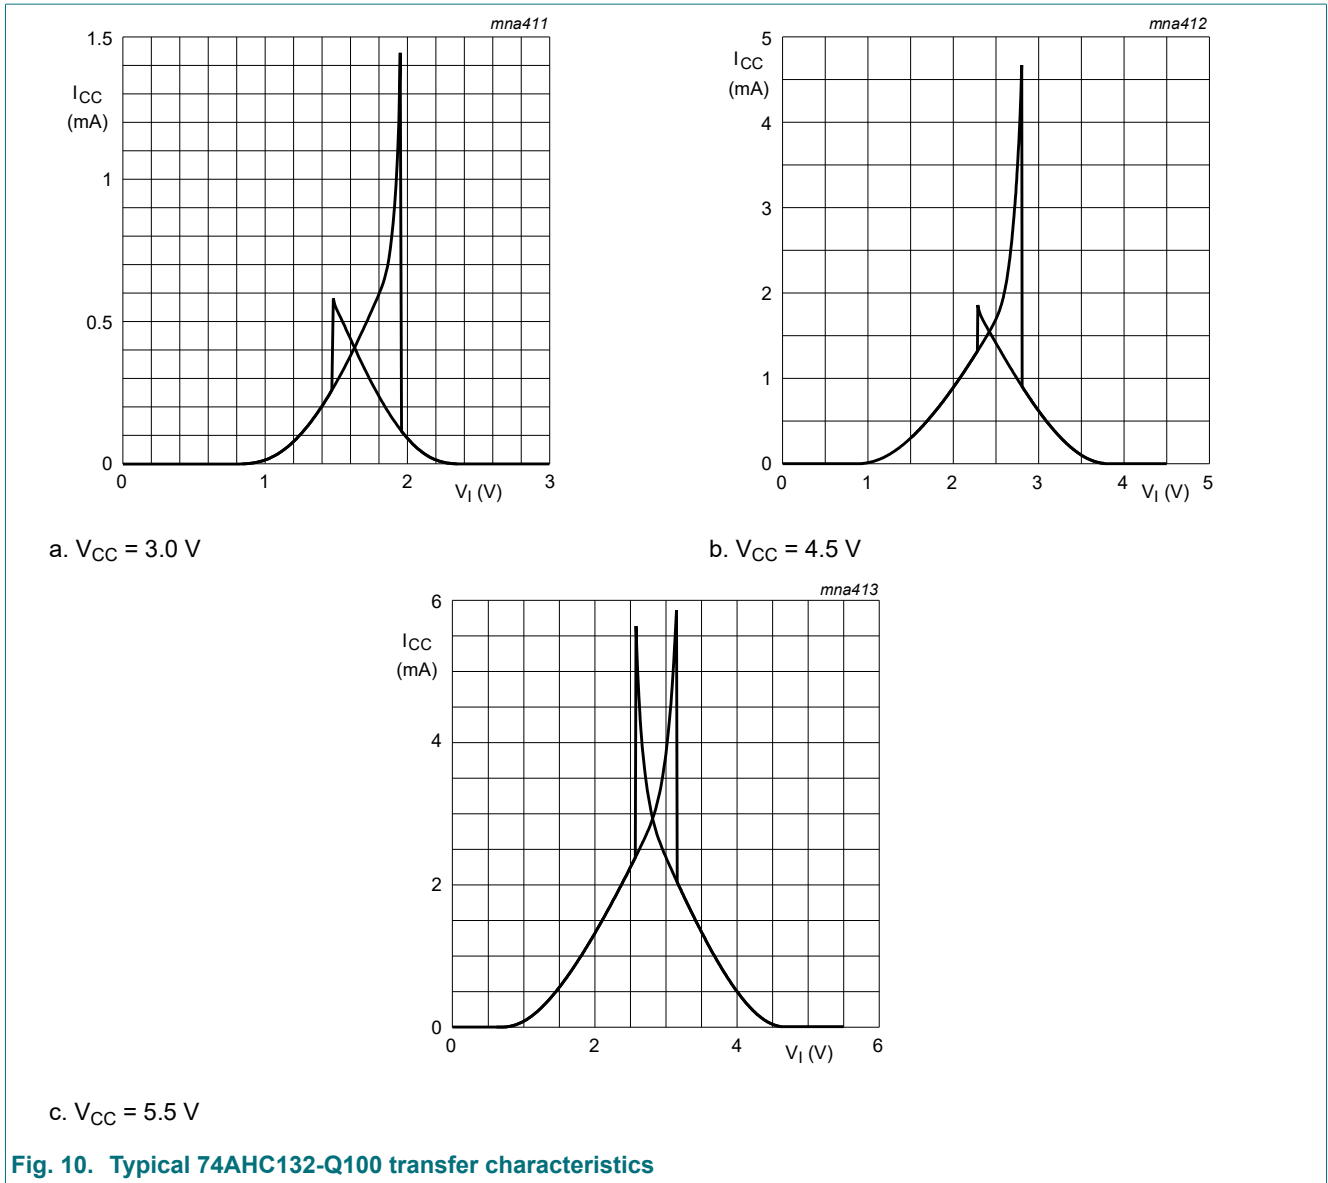 mna411
1.5
ICC
(mA)
1
0.5
0
0 1 2 3
VI (V)
a. VCC = 3.0 V
mna412
5
ICC
(mA)
4
3
2
1
0
0 1 2 3 4 5
VI (V)
b. VCC = 4.5 V
mna413
6
ICC
(mA)
4
2
0
0 2 4 6
VI (V)
c. VCC = 5.5 V
Fig. 10. Typical 74AHC132-Q100 transfer characteristics